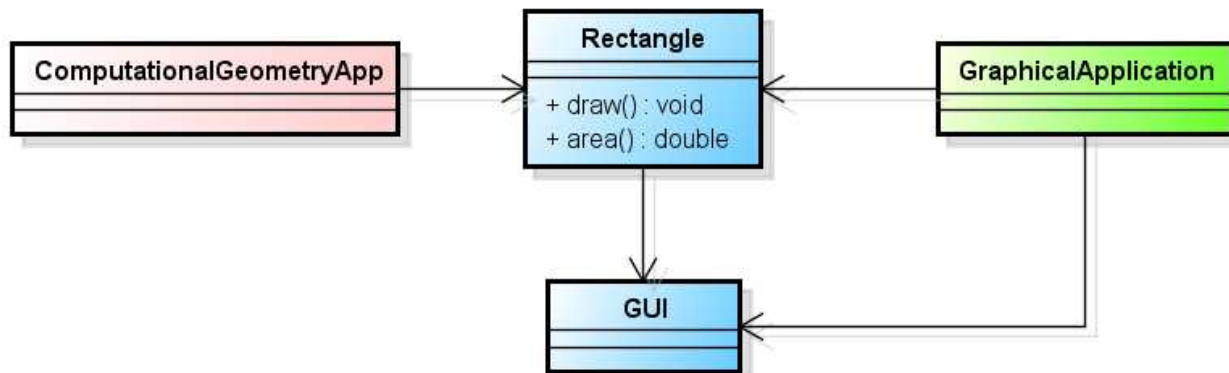 Rectangle
ComputationalGeometryApp
GraphicalApplication
+ draw() : void
+ area() : double
GUI